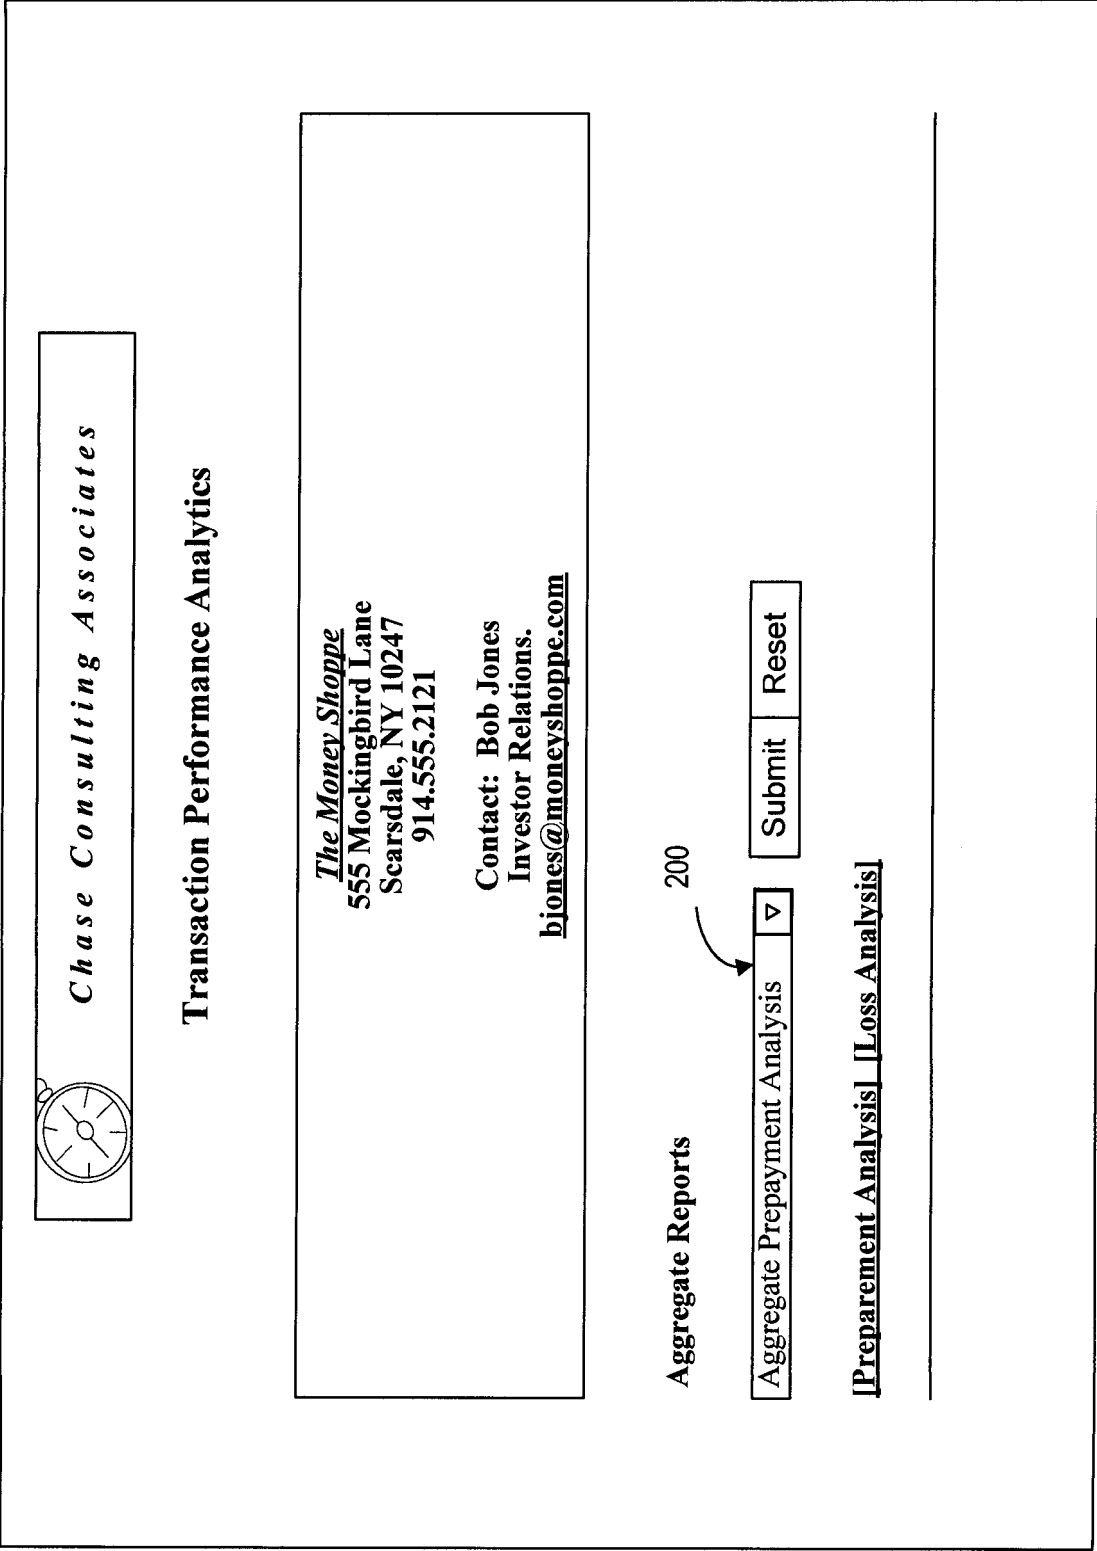 Chase Consulting Associates
Transaction Performance Analytics
The Money Shoppe
555 Mockingbird Lane
Scarsdale, NY 10247
914.555.2121
Contact: Bob Jones
Investor Relations.
bjones@moneyshoppe.com
Aggregate Reports
200
Aggregate Prepayment Analysis Submit Reset
[Preparement Analysis] [Loss Analysis]